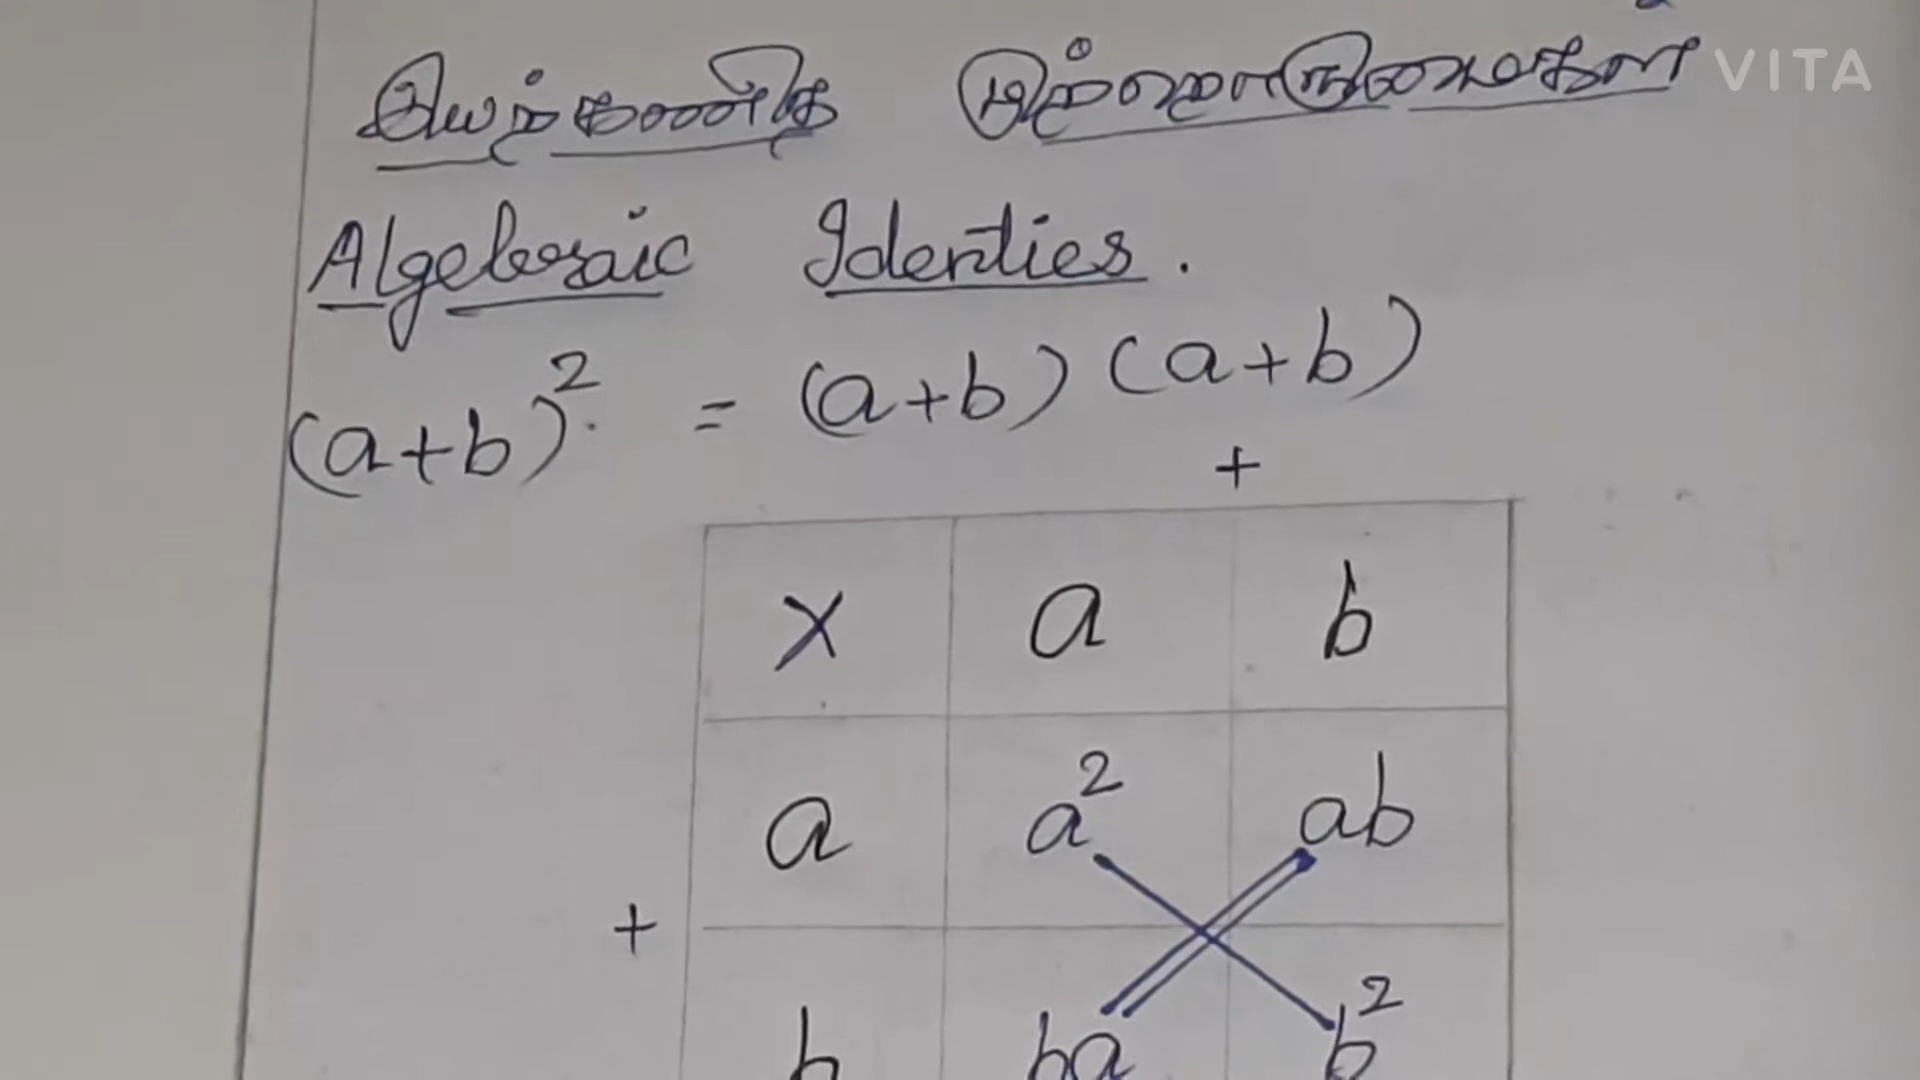 இயற்கணித முற்றொருமைகள்
VITA
Algebraic Identies.
(a+b)² = (a+b) (a+b)
+
x a b
a a² ab
+
b ba b²